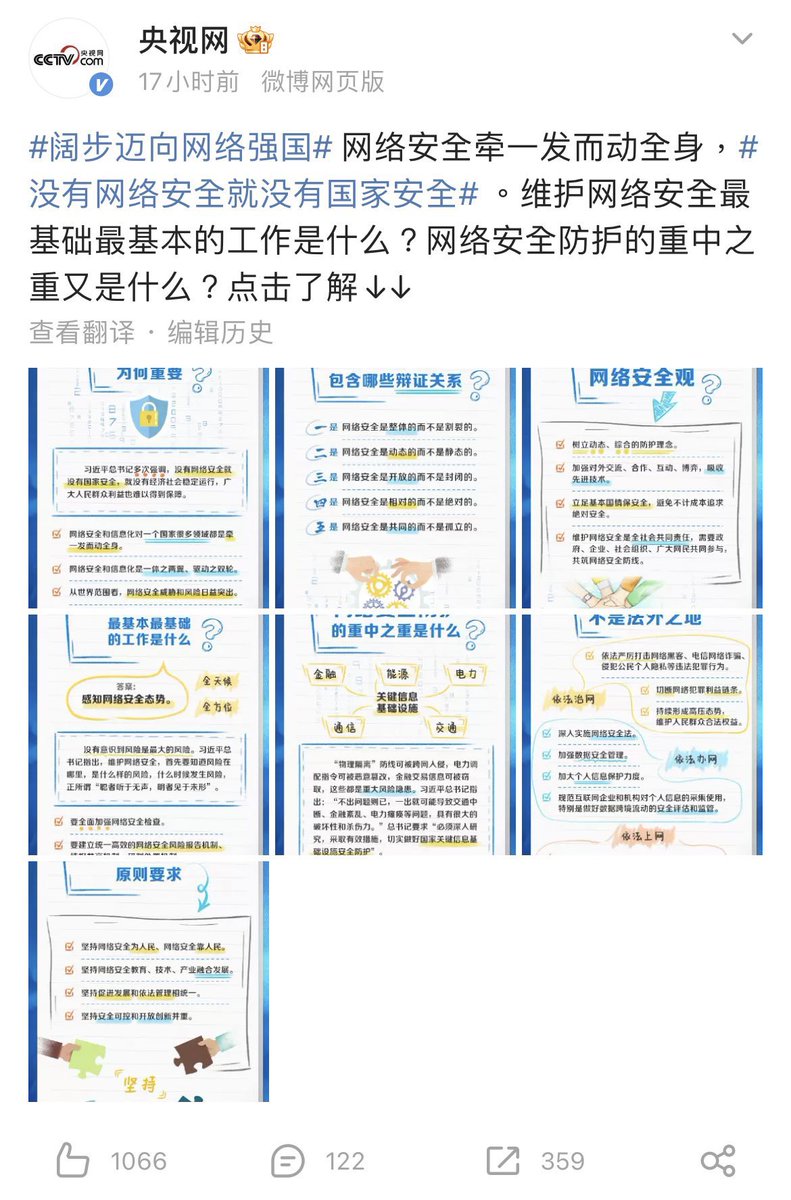 央视网
CCTV.com
央视网
17小时前 微博网页版
#阔步迈向网络强国# 网络安全牵一发而动全身，#
没有网络安全就没有国家安全# 。维护网络安全最
基础最基本的工作是什么？网络安全防护的重中之
重又是什么？点击了解↓↓
查看翻译 · 编辑历史
为何重要
习近平总书记多次强调，没有网络安全就
没有国家安全，就没有经济社会稳定运行，广
大人民群众利益也难以得到保障。
网络安全和信息化对一个国家很多领域都是牵
一发而动全身。
网络安全和信息化是一体之两翼、驱动之双轮。
从世界范围看，网络安全威胁和风险日益突出。
包含哪些辩证关系
一是 网络安全是整体的而不是割裂的。
二是 网络安全是动态的而不是静态的。
三是 网络安全是开放的而不是封闭的。
四是 网络安全是相对的而不是绝对的。
五是 网络安全是共同的而不是孤立的。
网络安全观
树立动态、综合的防护理念。
加强对外交流、合作、互动、博弈，吸收
先进技术。
立足基本国情保安全，避免不计成本追求
绝对安全。
维护网络安全是全社会共同责任，需要政
府、企业、社会组织、广大网民共同参与，
共筑网络安全防线。
最基本最基础
的工作是什么
答案：
感知网络安全态势。
全天候
全方位
没有意识到风险是最大的风险。习近平总
书记指出，维护网络安全，首先要知道风险在
哪里，是什么样的风险，什么时候发生风险，
正所谓“聪者听于无声，明者见于未形”。
要全面加强网络安全检查。
要建立统一高效的网络安全风险报告机制、
的重中之重是什么
金融
能源
电力
关键信息
基础设施
通信
交通
“物理隔离”防线可被跨网入侵，电力调
配指令可被恶意篡改，金融交易信息可被窃
取，这些都是重大风险隐患。习近平总书记指
出：“不出问题则已，一出就可能导致交通中
断、金融紊乱、电力瘫痪等问题，具有很大的
破坏性和杀伤力。”总书记要求“必须深入研
究，采取有效措施，切实做好国家关键信息基
础设施安全防护”。
不是法外之地
依法严厉打击网络黑客、电信网络诈骗、
侵犯公民个人隐私等违法犯罪行为。
切断网络犯罪利益链条。
持续形成高压态势，
维护人民群众合法权益。
依法治网
深入实施网络安全法。
加强数据安全管理。
加大个人信息保护力度。
规范互联网企业和机构对个人信息的采集使用，
特别是做好数据跨境流动的安全评估和监管。
依法办网
依法上网
原则要求
坚持网络安全为人民、网络安全靠人民。
坚持网络安全教育、技术、产业融合发展。
坚持促进发展和依法管理相统一。
坚持安全可控和开放创新并重。
坚持
1066
122
359